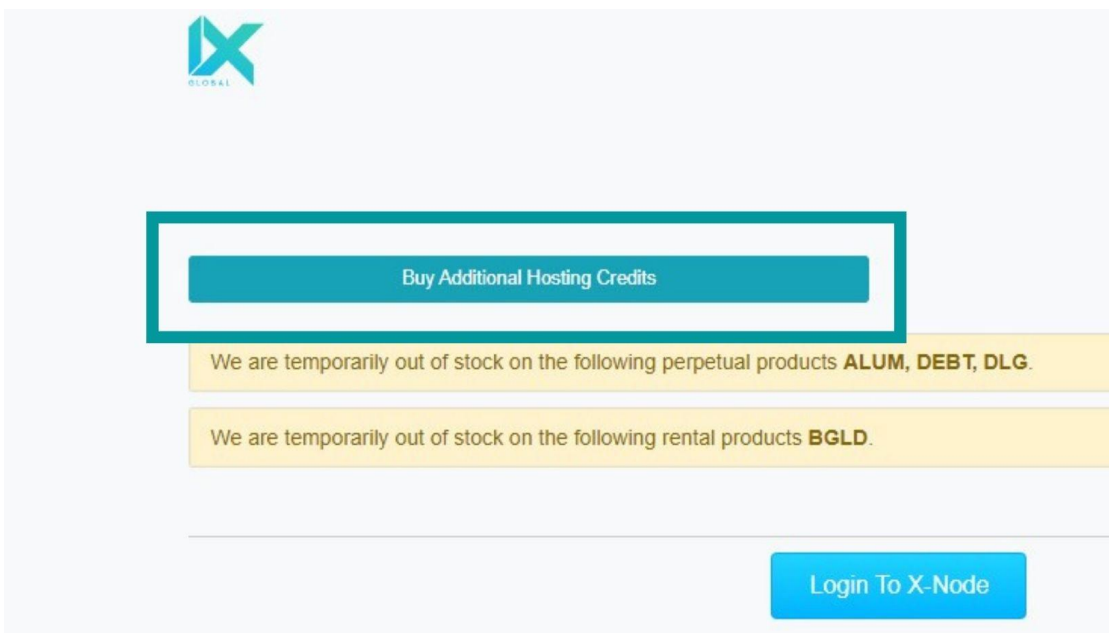 IX
GLOBAL
Buy Additional Hosting Credits
We are temporarily out of stock on the following perpetual products ALUM, DEBT, DLG.
We are temporarily out of stock on the following rental products BGLD.
Login To X-Node